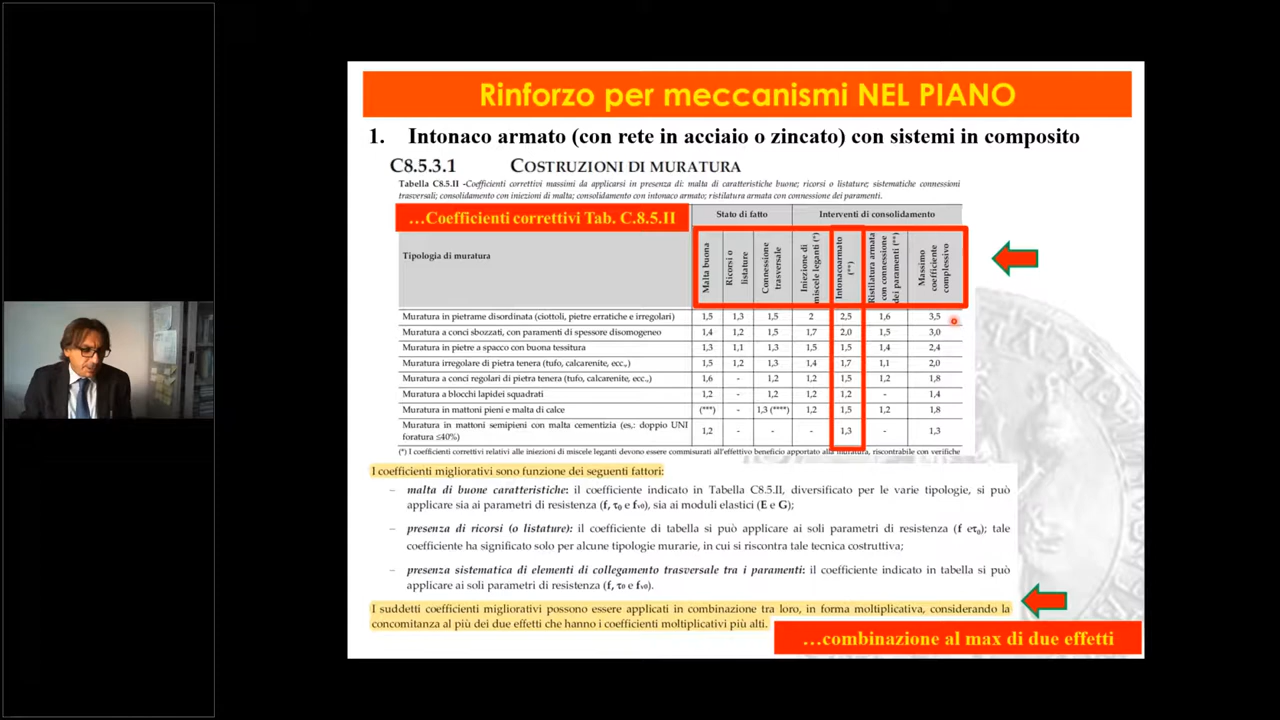 Rinforzo per meccanismi NEL PIANO
1. Intonaco armato (con rete in acciaio o zincato) con sistemi in composito
C8.5.3.1 COSTRUZIONI DI MURATURA
Tabella C8.5.II -Coefficienti correttivi massimi da applicarsi in presenza di: malta di caratteristiche buone; ricorsi o listature; sistematiche connessioni
trasversali; consolidamento con iniezioni di malta; consolidamento con intonaco armato; ristilatura armata con connessione dei paramenti.
…Coefficienti correttivi Tab. C.8.5.II
Stato di fatto Interventi di consolidamento
Tipologia di muratura
Malta buona
Ricorsi o
listature
Connessione
trasversale
Iniezione di
miscele leganti (*)
Intonacoarmato
(**)
Ristilatura armata
con connessione
dei paramenti (**)
Massimo
coefficiente
complessivo
Muratura in pietrame disordinata (ciottoli, pietre erratiche e irregolari) 1,5 1,3 1,5 2 2,5 1,6 3,5
Muratura a conci sbozzati, con paramenti di spessore disomogeneo 1,4 1,2 1,5 1,7 2,0 1,5 3,0
Muratura in pietre a spacco con buona tessitura 1,3 1,1 1,3 1,5 1,5 1,4 2,4
Muratura irregolare di pietra tenera (tufo, calcarenite, ecc.,) 1,5 1,2 1,3 1,4 1,7 1,1 2,0
Muratura a conci regolari di pietra tenera (tufo, calcarenite, ecc.,) 1,6 - 1,2 1,2 1,5 1,2 1,8
Muratura a blocchi lapidei squadrati 1,2 - 1,2 1,2 1,2 - 1,4
Muratura in mattoni pieni e malta di calce (***) - 1,3 (****) 1,2 1,5 1,2 1,8
Muratura in mattoni semipieni con malta cementizia (es,: doppio UNI
foratura ≤40%) 1,2 - - - 1,3 - 1,3
(*) I coefficienti correttivi relativi alle iniezioni di miscele leganti devono essere commisurati all'effettivo beneficio apportato alla muratura, riscontrabile con verifiche
I coefficienti migliorativi sono funzione dei seguenti fattori:
– malta di buone caratteristiche: il coefficiente indicato in Tabella C8.5.II, diversificato per le varie tipologie, si può
applicare sia ai parametri di resistenza (f, τ0 e fv0), sia ai moduli elastici (E e G);
– presenza di ricorsi (o listature): il coefficiente di tabella si può applicare ai soli parametri di resistenza (f eτ0); tale
coefficiente ha significato solo per alcune tipologie murarie, in cui si riscontra tale tecnica costruttiva;
– presenza sistematica di elementi di collegamento trasversale tra i paramenti: il coefficiente indicato in tabella si può
applicare ai soli parametri di resistenza (f, τ0 e fv0).
I suddetti coefficienti migliorativi possono essere applicati in combinazione tra loro, in forma moltiplicativa, considerando la
concomitanza al più dei due effetti che hanno i coefficienti moltiplicativi più alti.
…combinazione al max di due effetti